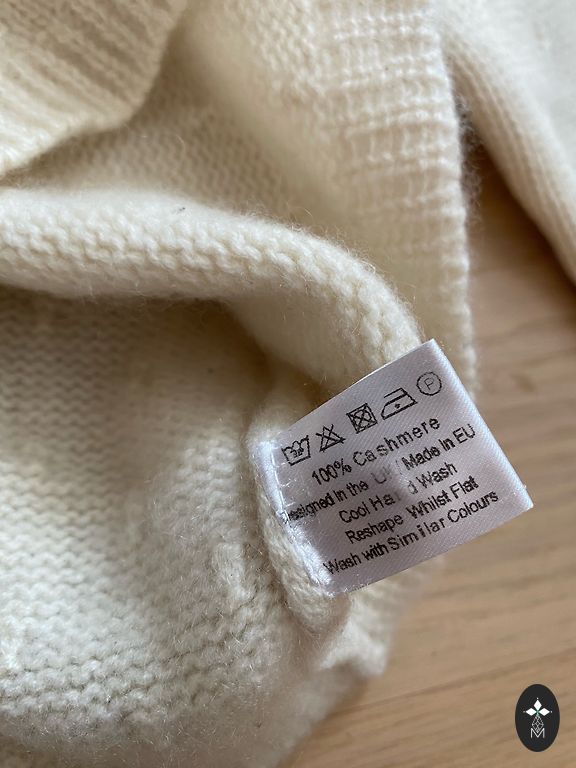 P
100% Cashmere
Designed in the UK / Made in EU
Cool Hand Wash
Reshape Whilst Flat
Wash with Similar Colours
M